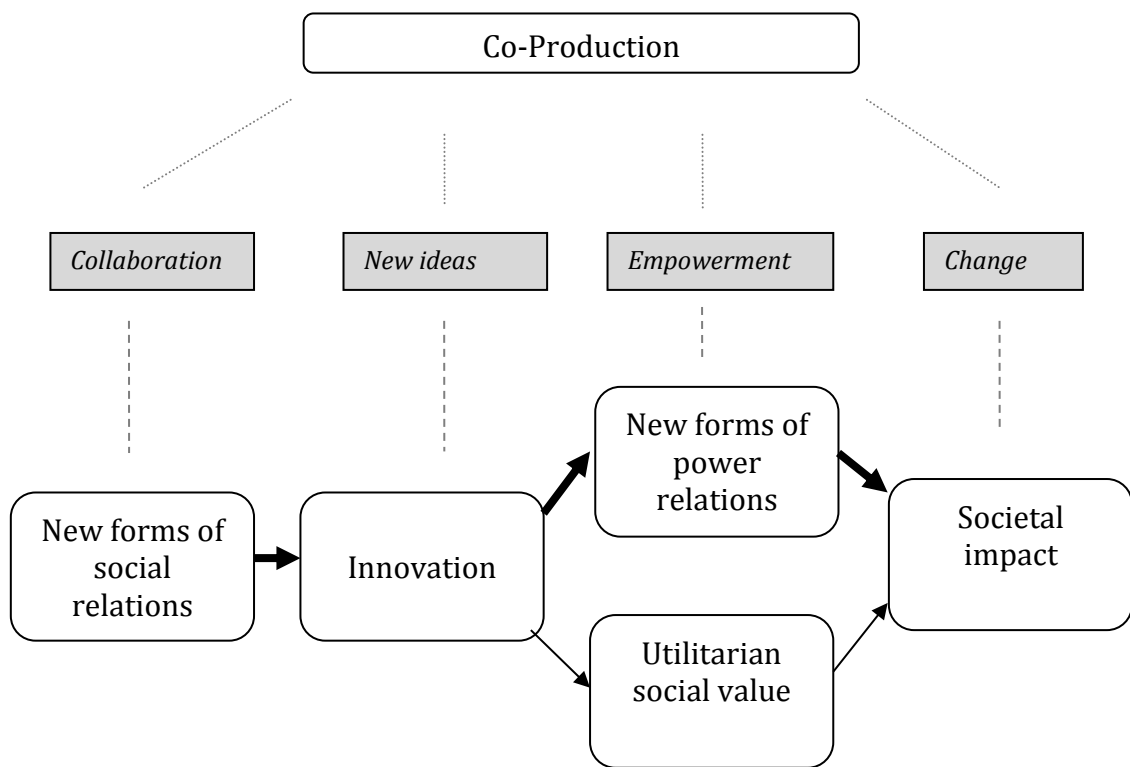 Co-Production
Collaboration
New ideas
Empowerment
Change
New forms of
social
relations
Innovation
New forms of
power
relations
Utilitarian
social value
Societal
impact